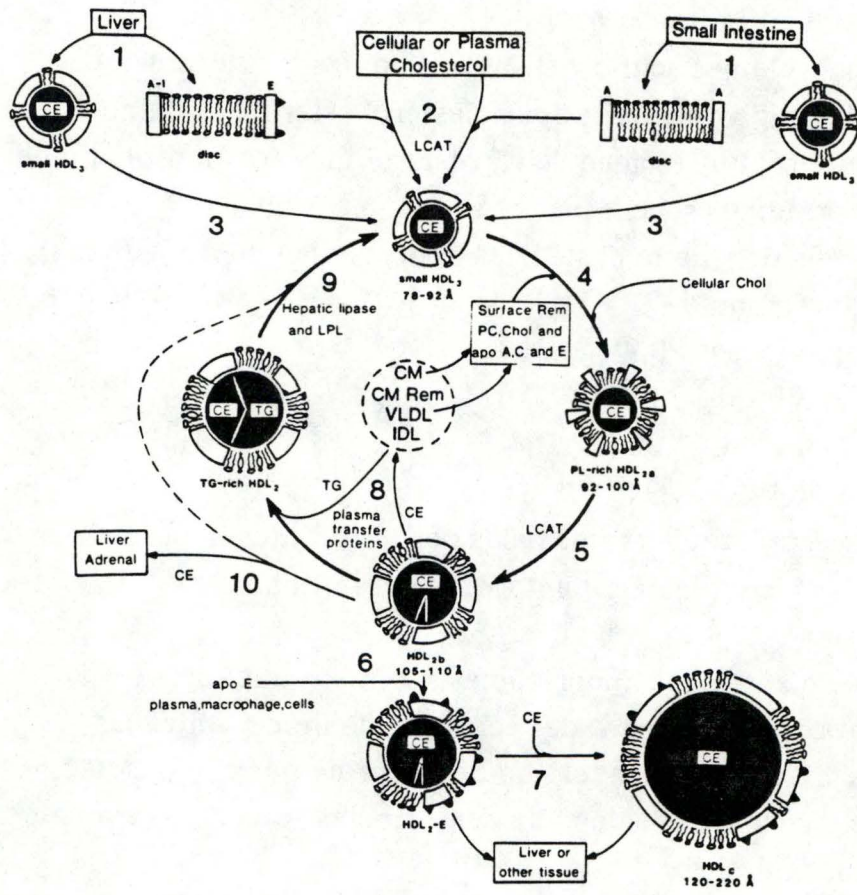 Liver
1
A-1
E
CE
small HDL₃
disc
Cellular or Plasma
Cholesterol
2
LCAT
Small Intestine
1
A
A
disc
CE
small HDL₃
3
3
CE
small HDL₃
78-92 Å
9
Hepatic lipase
and LPL
4
Cellular Chol
Surface Rem
PC,Chol and
apo A,C and E
CM
CM Rem
VLDL
IDL
CE
TG
TG-rich HDL₂
CE
PL-rich HDL₂ₐ
92-100 Å
TG
8
CE
plasma
transfer
proteins
LCAT
5
Liver
Adrenal
CE
10
CE
HDL₂b
105-110 Å
6
apo E
plasma,macrophage,cells
CE
HDL₂-E
CE
7
CE
Liver or
other tissue
HDLc
120-220 Å